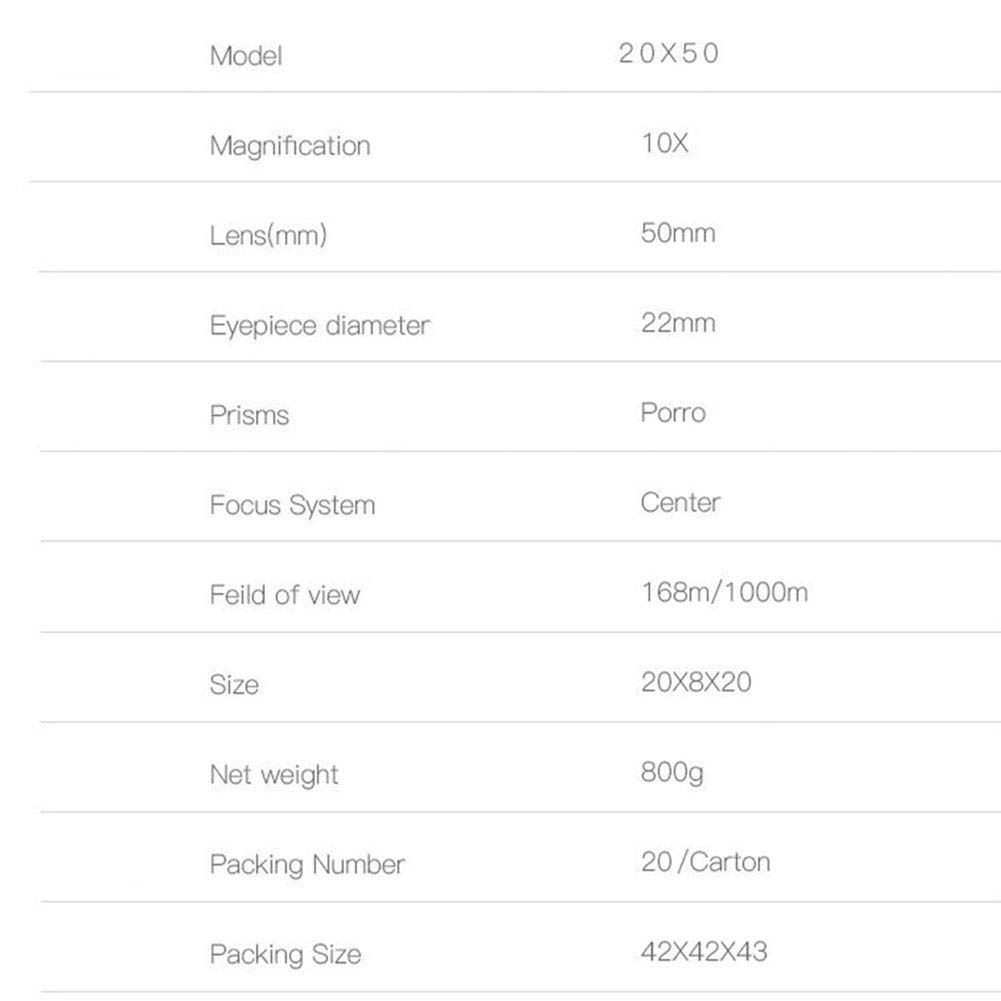 Model 20X50
Magnification 10X
Lens(mm) 50mm
Eyepiece diameter 22mm
Prisms Porro
Focus System Center
Feild of view 168m/1000m
Size 20X8X20
Net weight 800g
Packing Number 20/Carton
Packing Size 42X42X43